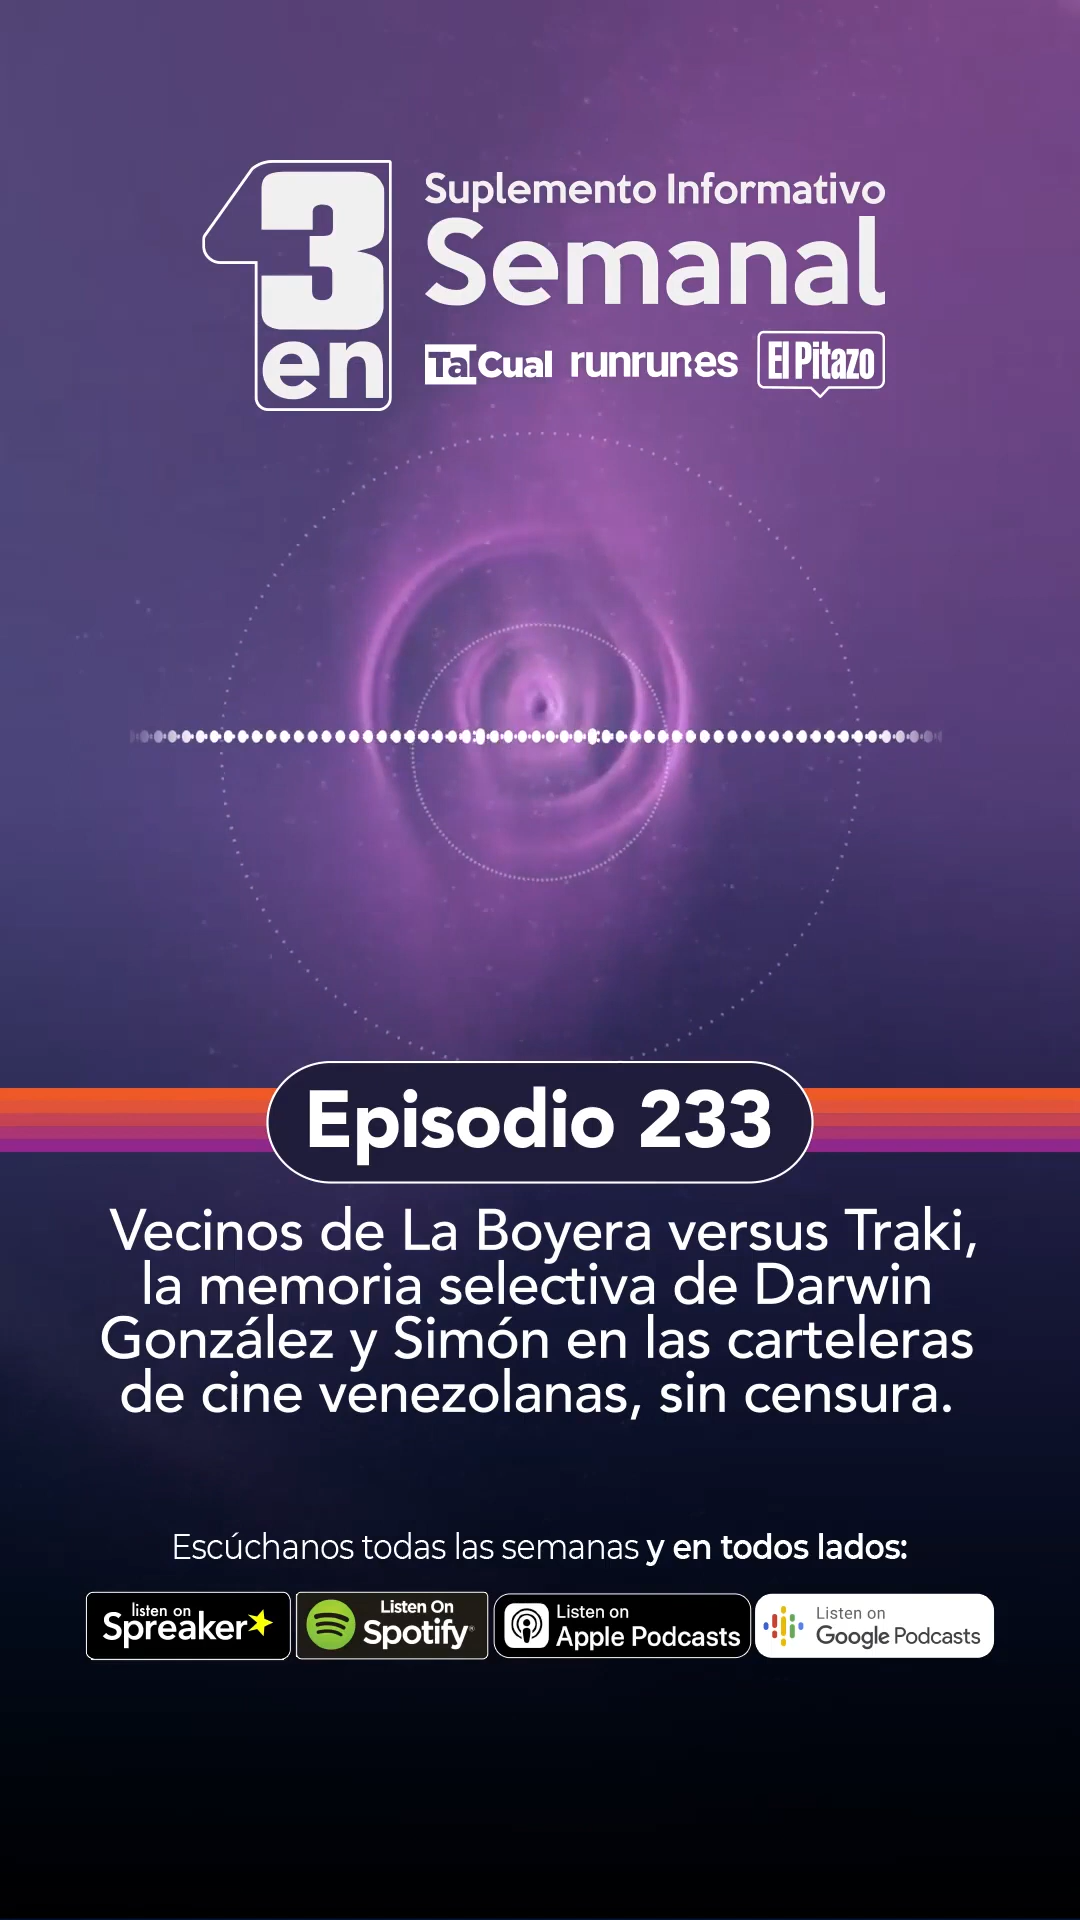 3 en 1
Suplemento Informativo
Semanal
TaCual runrunes El Pitazo
Episodio 233
Vecinos de La Boyera versus Traki,
la memoria selectiva de Darwin
González y Simón en las carteleras
de cine venezolanas, sin censura.
Escúchanos todas las semanas y en todos lados:
listen on
Spreaker
Listen On
Spotify
Listen on
Apple Podcasts
Listen on
Google Podcasts